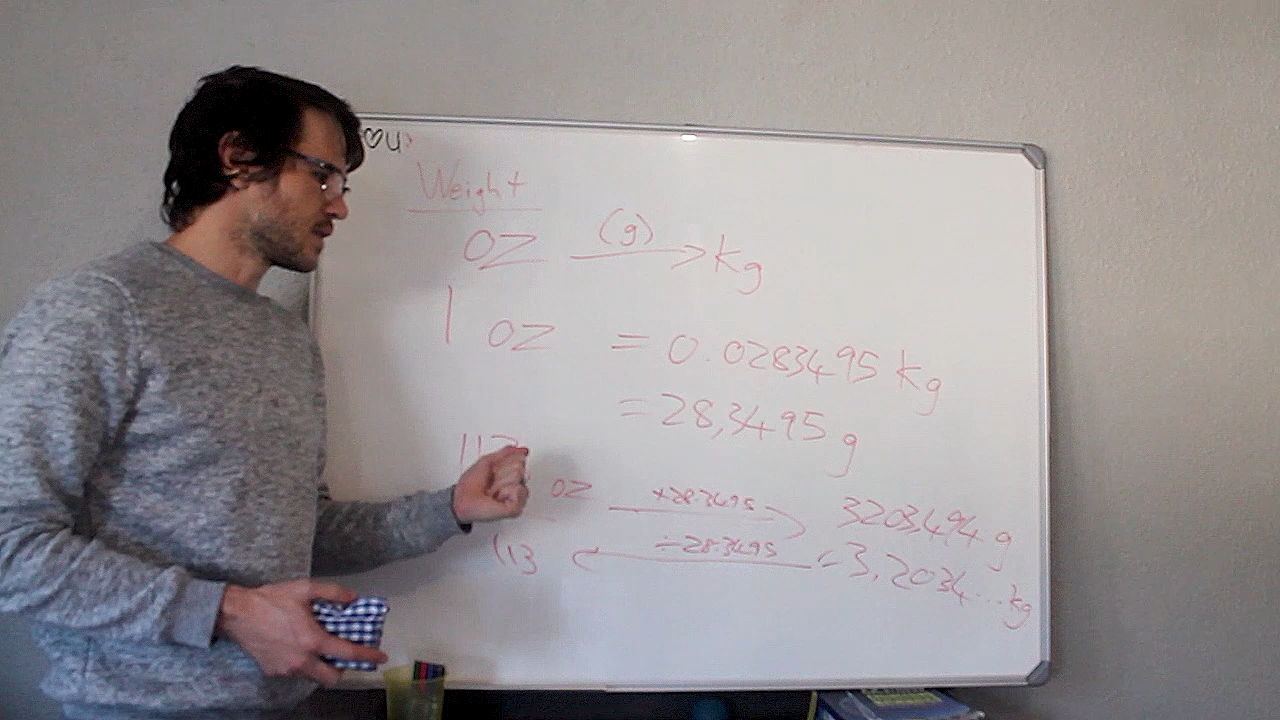 ♡u
Weight
oz (g) → kg
1 oz = 0.0283495 kg
= 28,3495 g
oz ×28.3495 → 3203,494 g
113 ← ÷28.3495 = 3,2034... kg